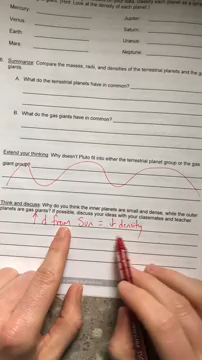 Mercury:
Jupiter:
Venus:
Saturn:
Earth:
Uranus:
Mars:
Neptune:
Summarize: Compare the masses, radii, and densities of the terrestrial planets and the g
giants.
A. What do the terrestrial planets have in common?
B. What do the gas giants have in common?
Extend your thinking: Why doesn't Pluto fit into either the terrestrial planet group or the gas
giant group?
Think and discuss: Why do you think the inner planets are small and dense, while the outer
planets are gas giants? If possible, discuss your ideas with your classmates and teacher
↑ d from Sun = ↓ density